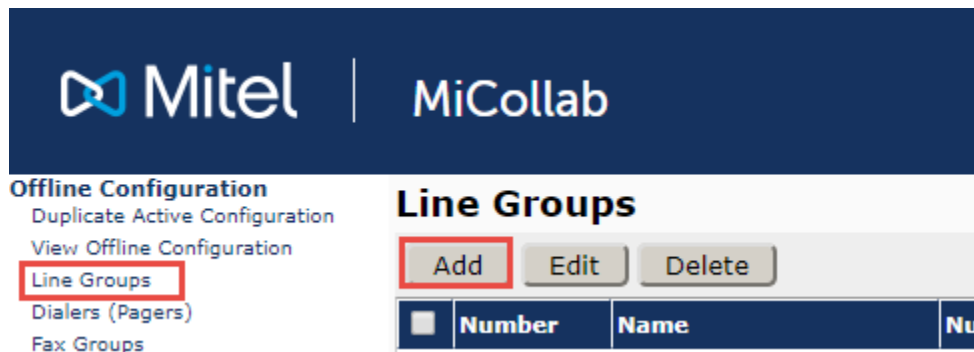 Mitel | MiCollab
Offline Configuration
Duplicate Active Configuration
View Offline Configuration
Line Groups
Dialers (Pagers)
Fax Groups
Line Groups
Add Edit Delete
Number Name